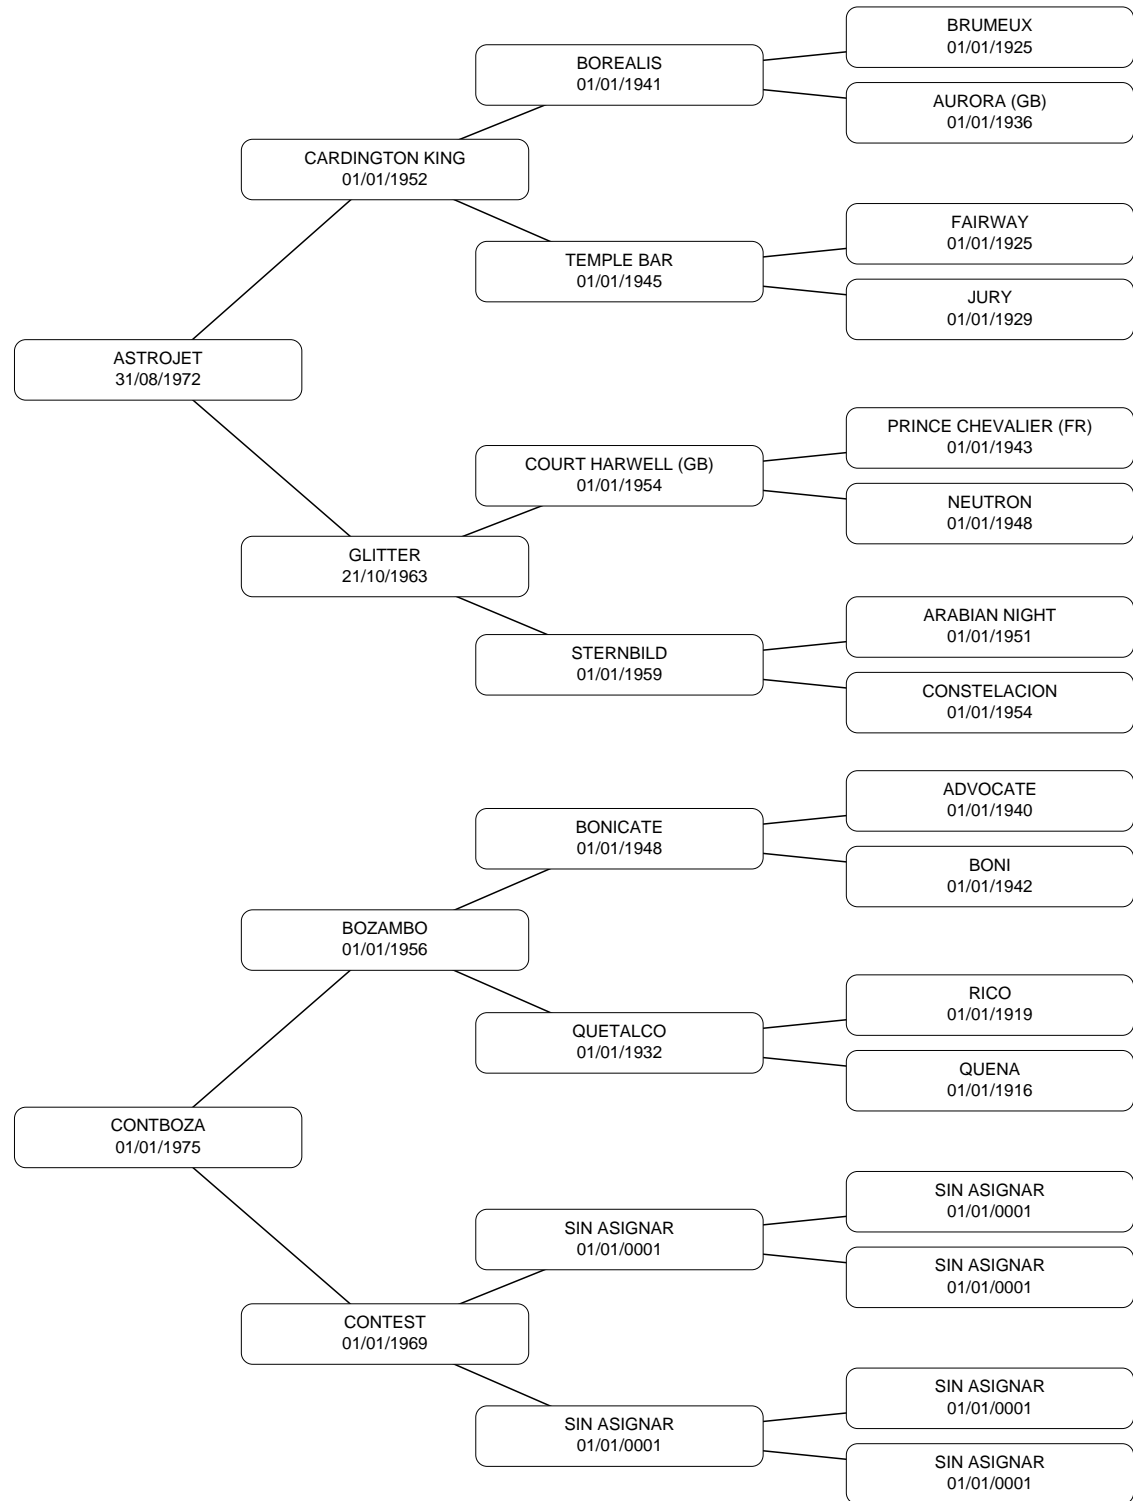 BRUMEUX
01/01/1925
BOREALIS
01/01/1941
AURORA (GB)
01/01/1936
CARDINGTON KING
01/01/1952
FAIRWAY
01/01/1925
TEMPLE BAR
01/01/1945
JURY
01/01/1929
ASTROJET
31/08/1972
PRINCE CHEVALIER (FR)
01/01/1943
COURT HARWELL (GB)
01/01/1954
NEUTRON
01/01/1948
GLITTER
21/10/1963
ARABIAN NIGHT
01/01/1951
STERNBILD
01/01/1959
CONSTELACION
01/01/1954
ADVOCATE
01/01/1940
BONICATE
01/01/1948
BONI
01/01/1942
BOZAMBO
01/01/1956
RICO
01/01/1919
QUETALCO
01/01/1932
QUENA
01/01/1916
CONTBOZA
01/01/1975
SIN ASIGNAR
01/01/0001
SIN ASIGNAR
01/01/0001
SIN ASIGNAR
01/01/0001
CONTEST
01/01/1969
SIN ASIGNAR
01/01/0001
SIN ASIGNAR
01/01/0001
SIN ASIGNAR
01/01/0001